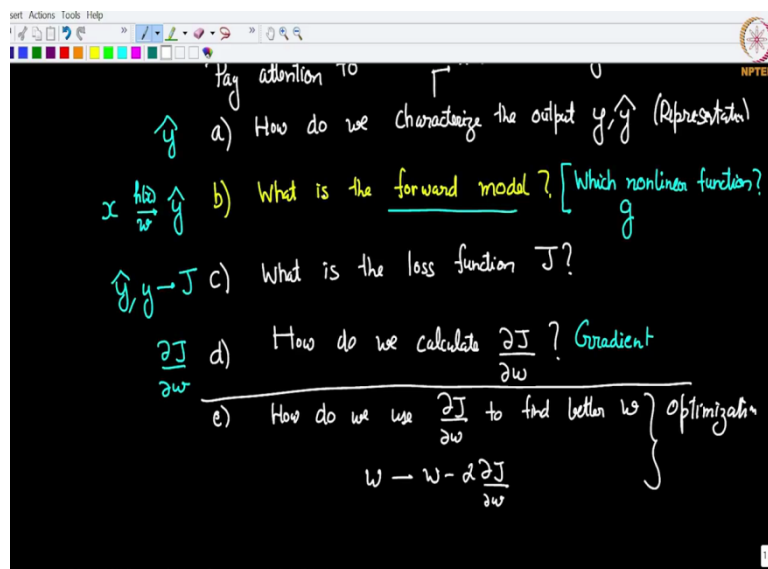 sert Actions Tools Help
NPTEL
Pay attention to
ŷ a) How do we characterize the output y, ŷ (Representatn)
x h(x)/w ŷ b) What is the forward model? [Which nonlinear function?
g
ŷ, y → J c) What is the loss function J?
∂J/∂w d) How do we calculate ∂J/∂w ? Gradient
e) How do we use ∂J/∂w to find better w } Optimization
w → w - α ∂J/∂w
1